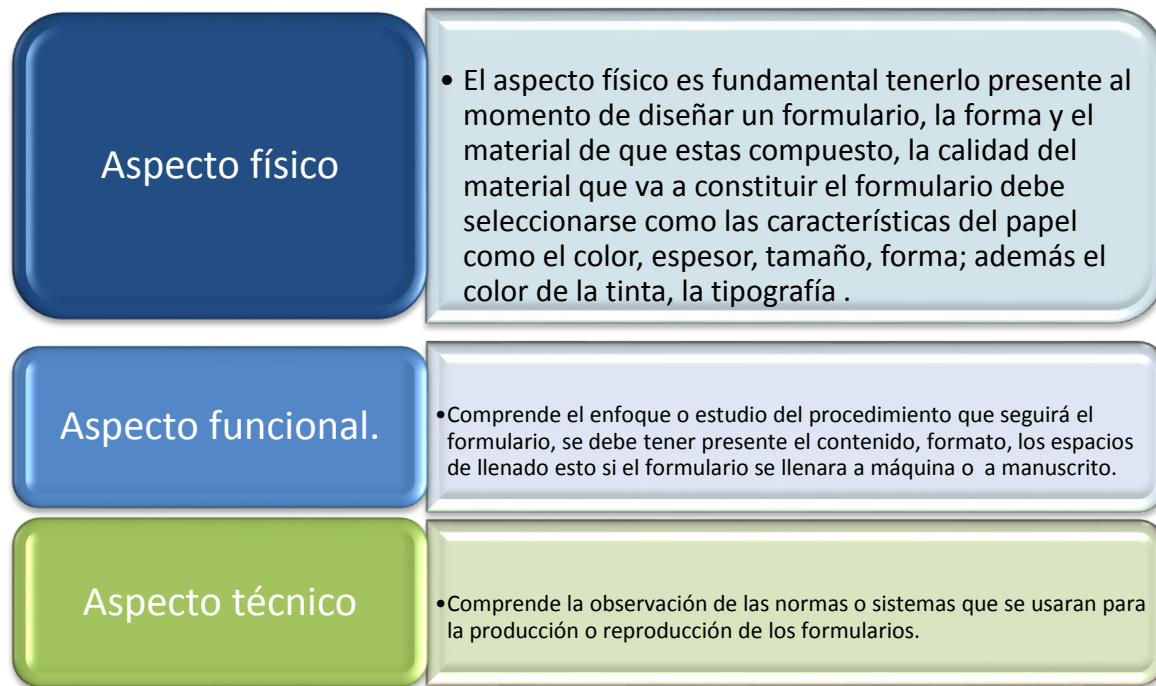 Aspecto físico
• El aspecto físico es fundamental tenerlo presente al
momento de diseñar un formulario, la forma y el
material de que estas compuesto, la calidad del
material que va a constituir el formulario debe
seleccionarse como las características del papel
como el color, espesor, tamaño, forma; además el
color de la tinta, la tipografía .
Aspecto funcional.
•Comprende el enfoque o estudio del procedimiento que seguirá el
formulario, se debe tener presente el contenido, formato, los espacios
de llenado esto si el formulario se llenara a máquina o a manuscrito.
Aspecto técnico
•Comprende la observación de las normas o sistemas que se usaran para
la producción o reproducción de los formularios.